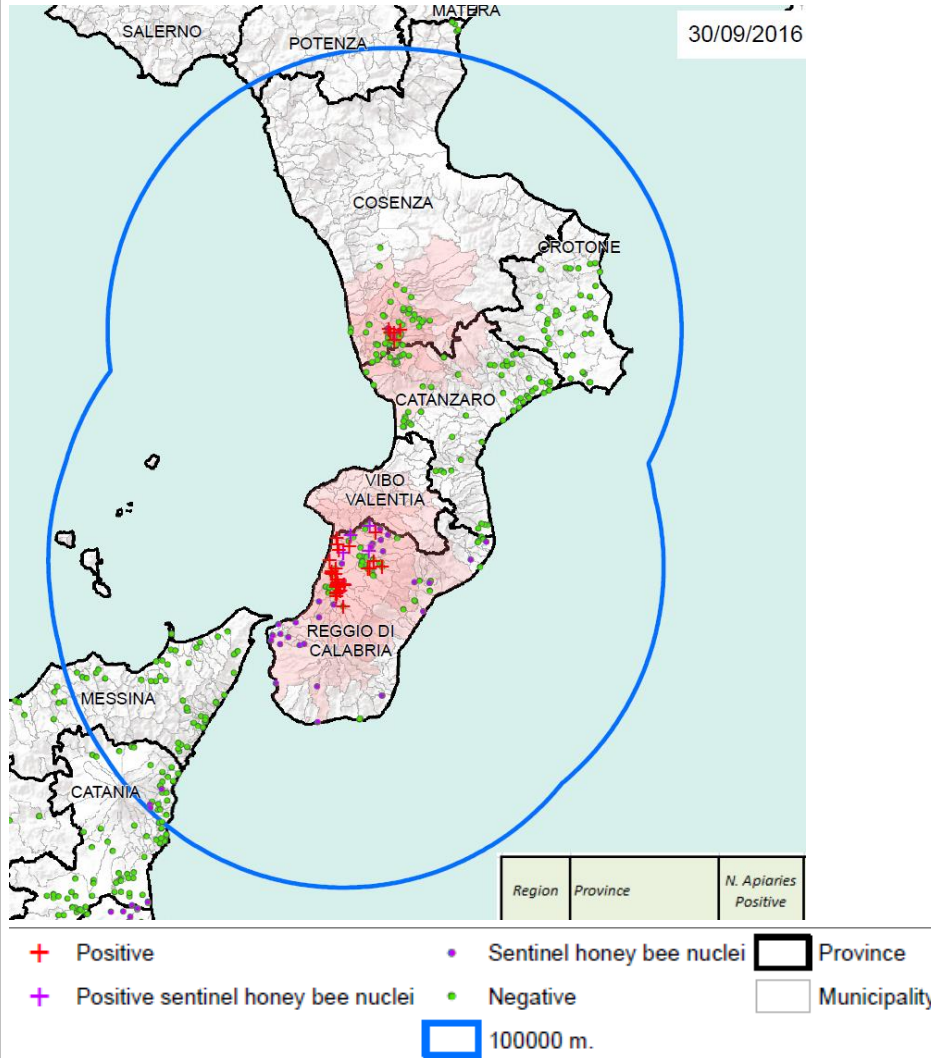 MATERA
SALERNO
POTENZA
30/09/2016
COSENZA
CROTONE
CATANZARO
VIBO
VALENTIA
REGGIO DI
CALABRIA
MESSINA
CATANIA
Region Province N. Apiaries
Positive
Positive Sentinel honey bee nuclei Province
Positive sentinel honey bee nuclei Negative Municipality
100000 m.